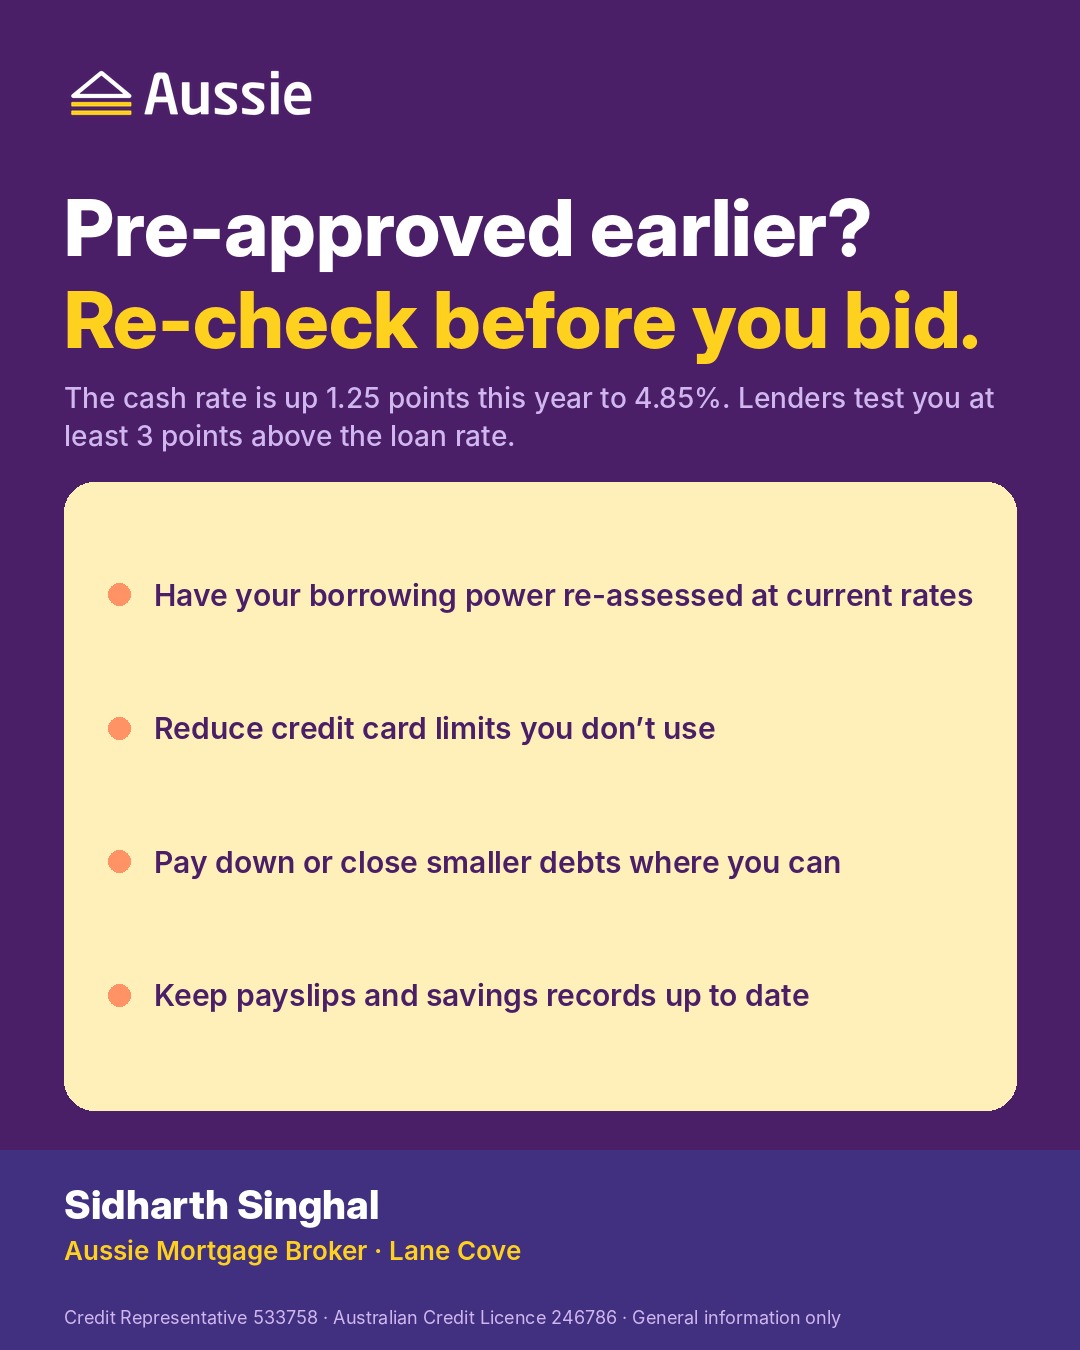 Aussie
Pre-approved earlier?
Re-check before you bid.
The cash rate is up 1.25 points this year to 4.85%. Lenders test you at
least 3 points above the loan rate.
Have your borrowing power re-assessed at current rates
Reduce credit card limits you don’t use
Pay down or close smaller debts where you can
Keep payslips and savings records up to date
Sidharth Singhal
Aussie Mortgage Broker · Lane Cove
Credit Representative 533758 · Australian Credit Licence 246786 · General information only